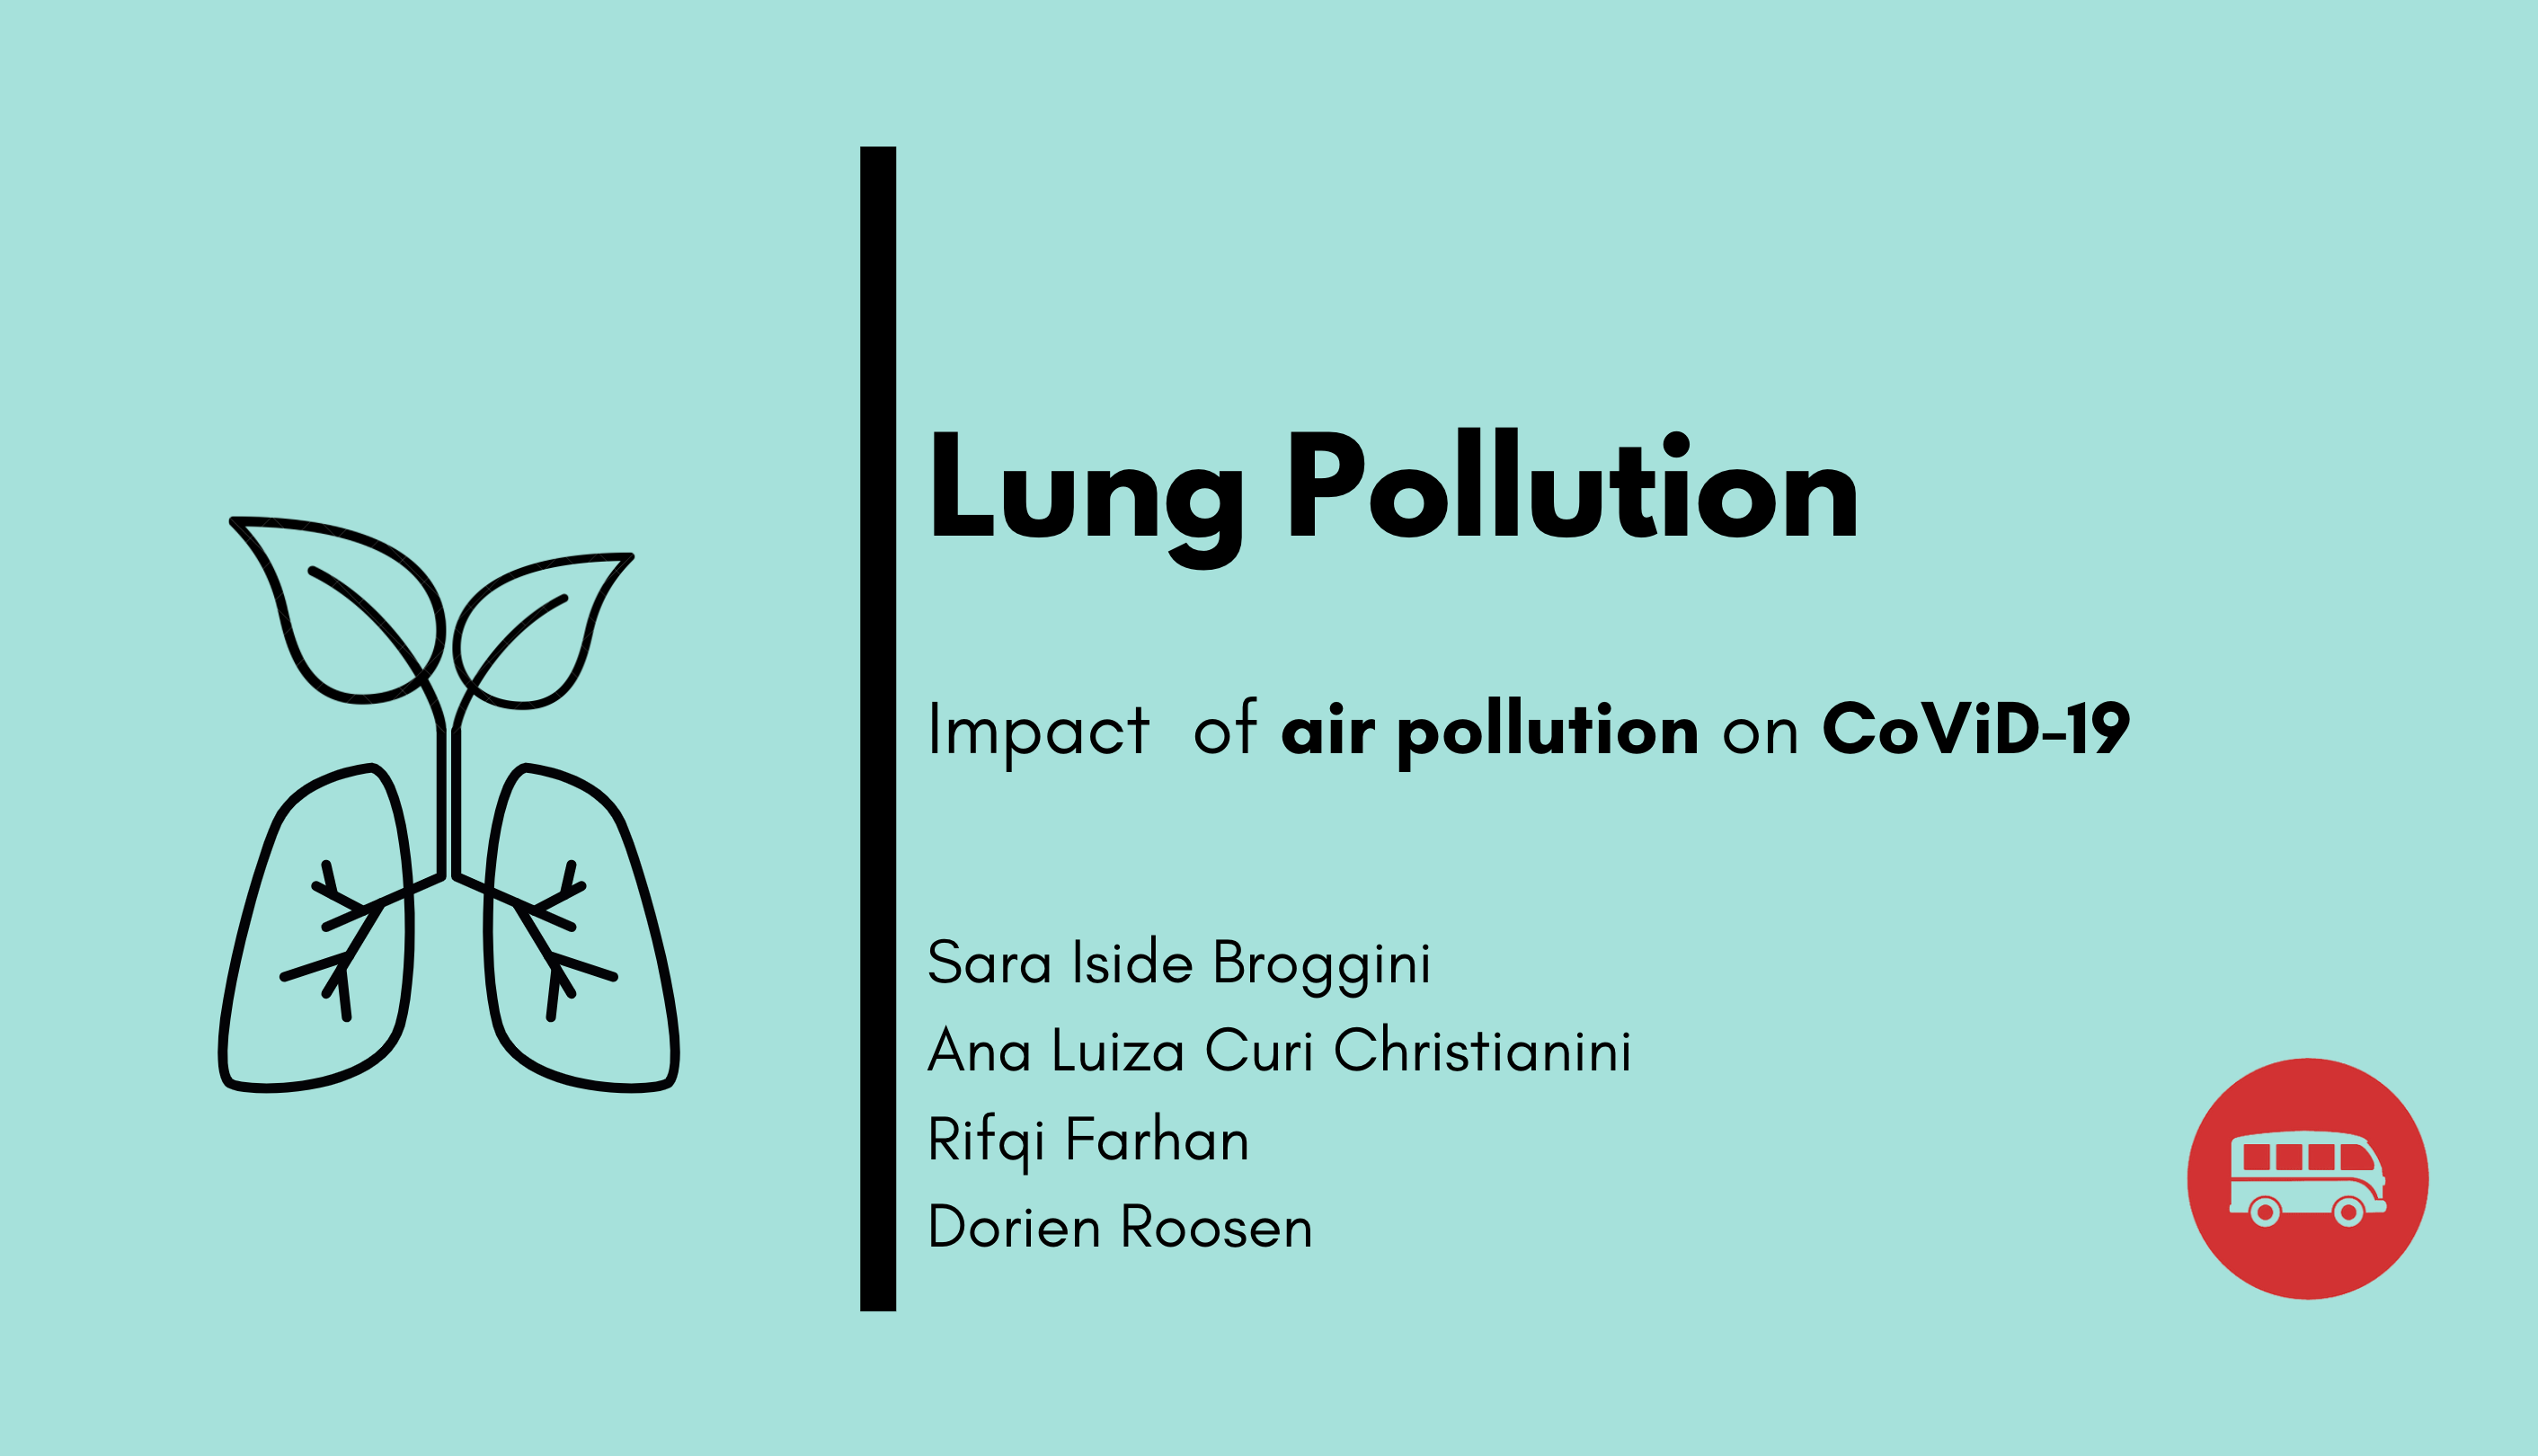 Lung Pollution
Impact of air pollution on CoViD-19
Sara Iside Broggini
Ana Luiza Curi Christianini
Rifqi Farhan
Dorien Roosen